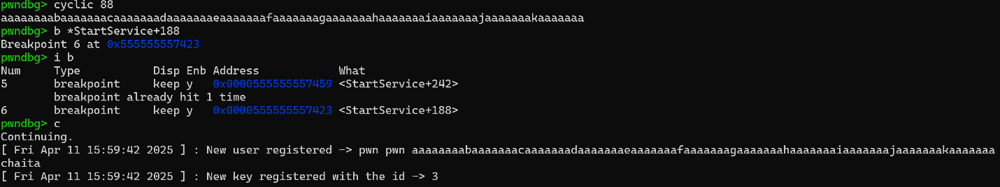 pwndbg> cyclic 88
aaaaaaaabaaaaaaacaaaaaaadaaaaaaaeaaaaaaafaaaaaaagaaaaaaahaaaaaaaiaaaaaaajaaaaaaakaaaaaaa
pwndbg> b *StartService+188
Breakpoint 6 at 0x555555557423
pwndbg> i b
Num     Type           Disp Enb Address            What
5       breakpoint     keep y   0x0000555555557459 <StartService+242>
        breakpoint already hit 1 time
6       breakpoint     keep y   0x0000555555557423 <StartService+188>
pwndbg> c
Continuing.
[ Fri Apr 11 15:59:42 2025 ] : New user registered -> pwn pwn aaaaaaaabaaaaaaacaaaaaaadaaaaaaaeaaaaaaafaaaaaaagaaaaaaahaaaaaaaiaaaaaaajaaaaaaakaaaaaaa
chaita
[ Fri Apr 11 15:59:42 2025 ] : New key registered with the id -> 3